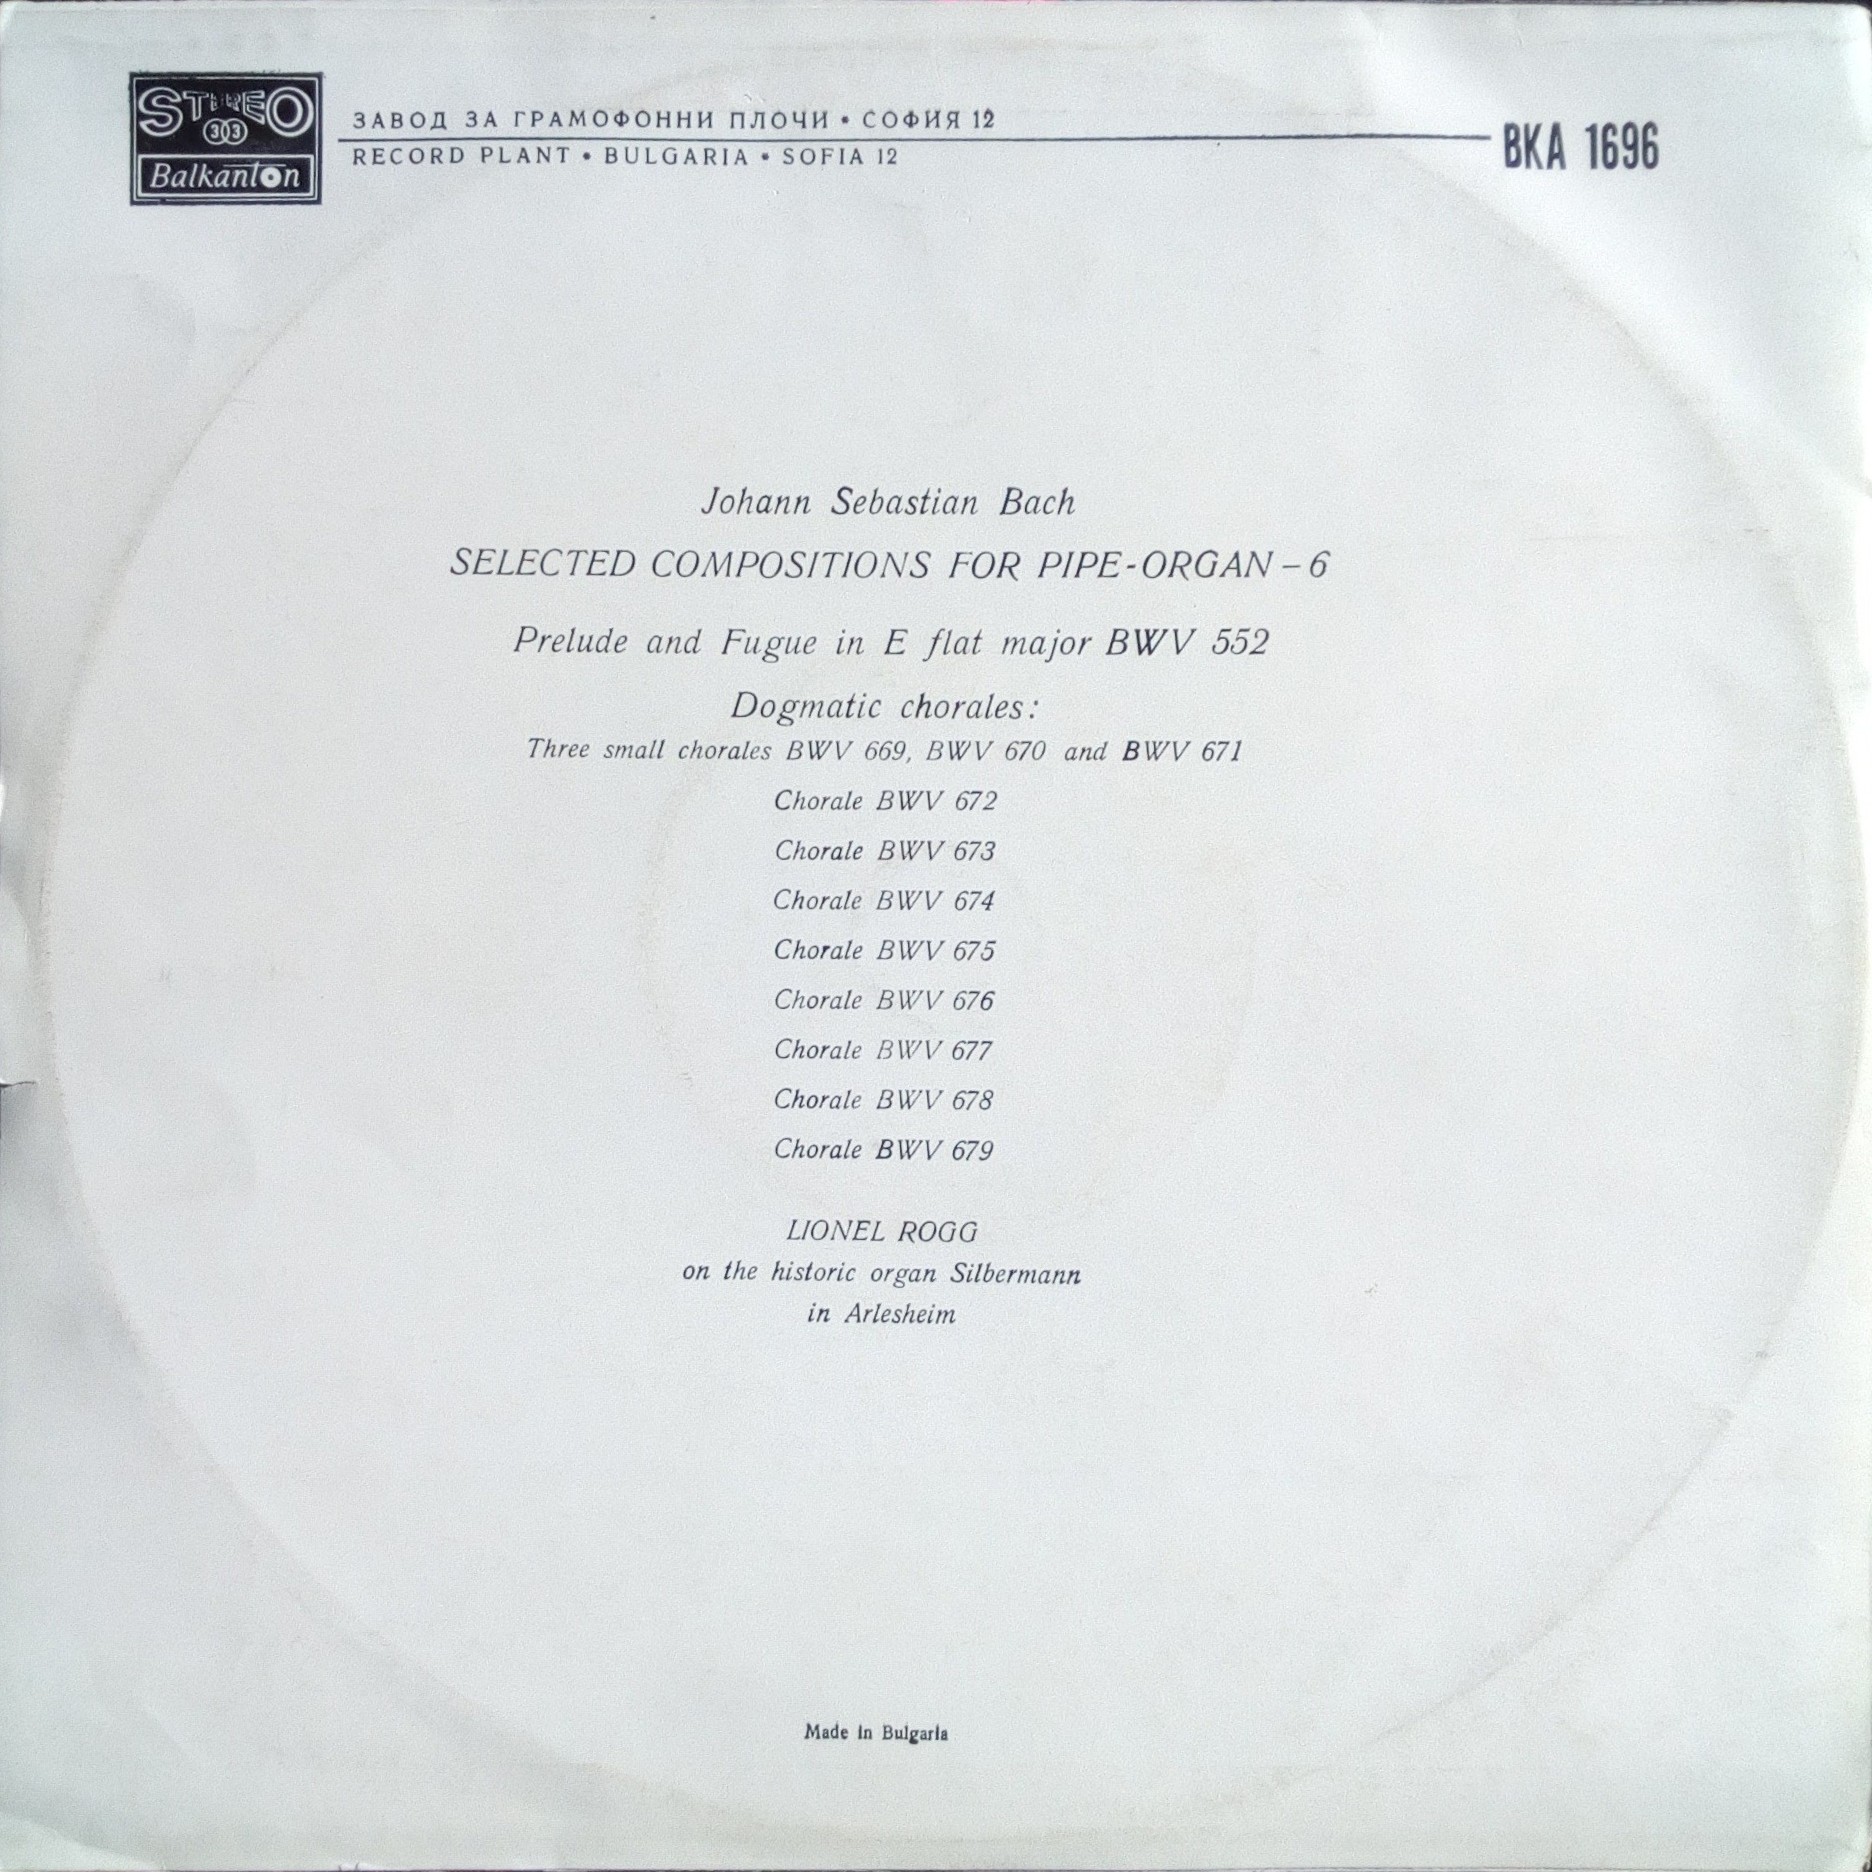 STEREO
33
Balkanton
ЗАВОД ЗА ГРАМОФОННИ ПЛОЧИ • СОФИЯ 12
RECORD PLANT • BULGARIA • SOFIA 12
ВКА 1696
Johann Sebastian Bach
SELECTED COMPOSITIONS FOR PIPE-ORGAN – 6
Prelude and Fugue in E flat major BWV 552
Dogmatic chorales:
Three small chorales BWV 669, BWV 670 and BWV 671
Chorale BWV 672
Chorale BWV 673
Chorale BWV 674
Chorale BWV 675
Chorale BWV 676
Chorale BWV 677
Chorale BWV 678
Chorale BWV 679
LIONEL ROGG
on the historic organ Silbermann
in Arlesheim
Made in Bulgaria